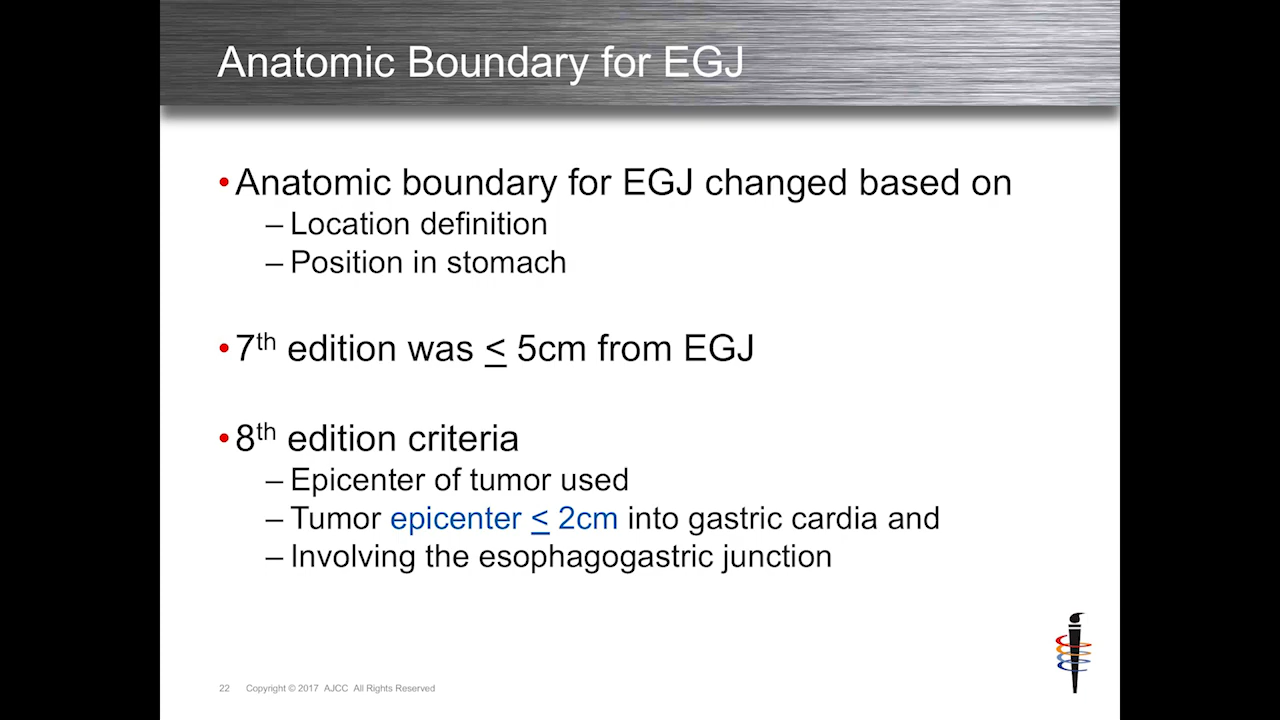 Anatomic Boundary for EGJ
•Anatomic boundary for EGJ changed based on
– Location definition
– Position in stomach
•7th edition was < 5cm from EGJ
•8th edition criteria
– Epicenter of tumor used
– Tumor epicenter < 2cm into gastric cardia and
– Involving the esophagogastric junction
22 Copyright © 2017 AJCC All Rights Reserved